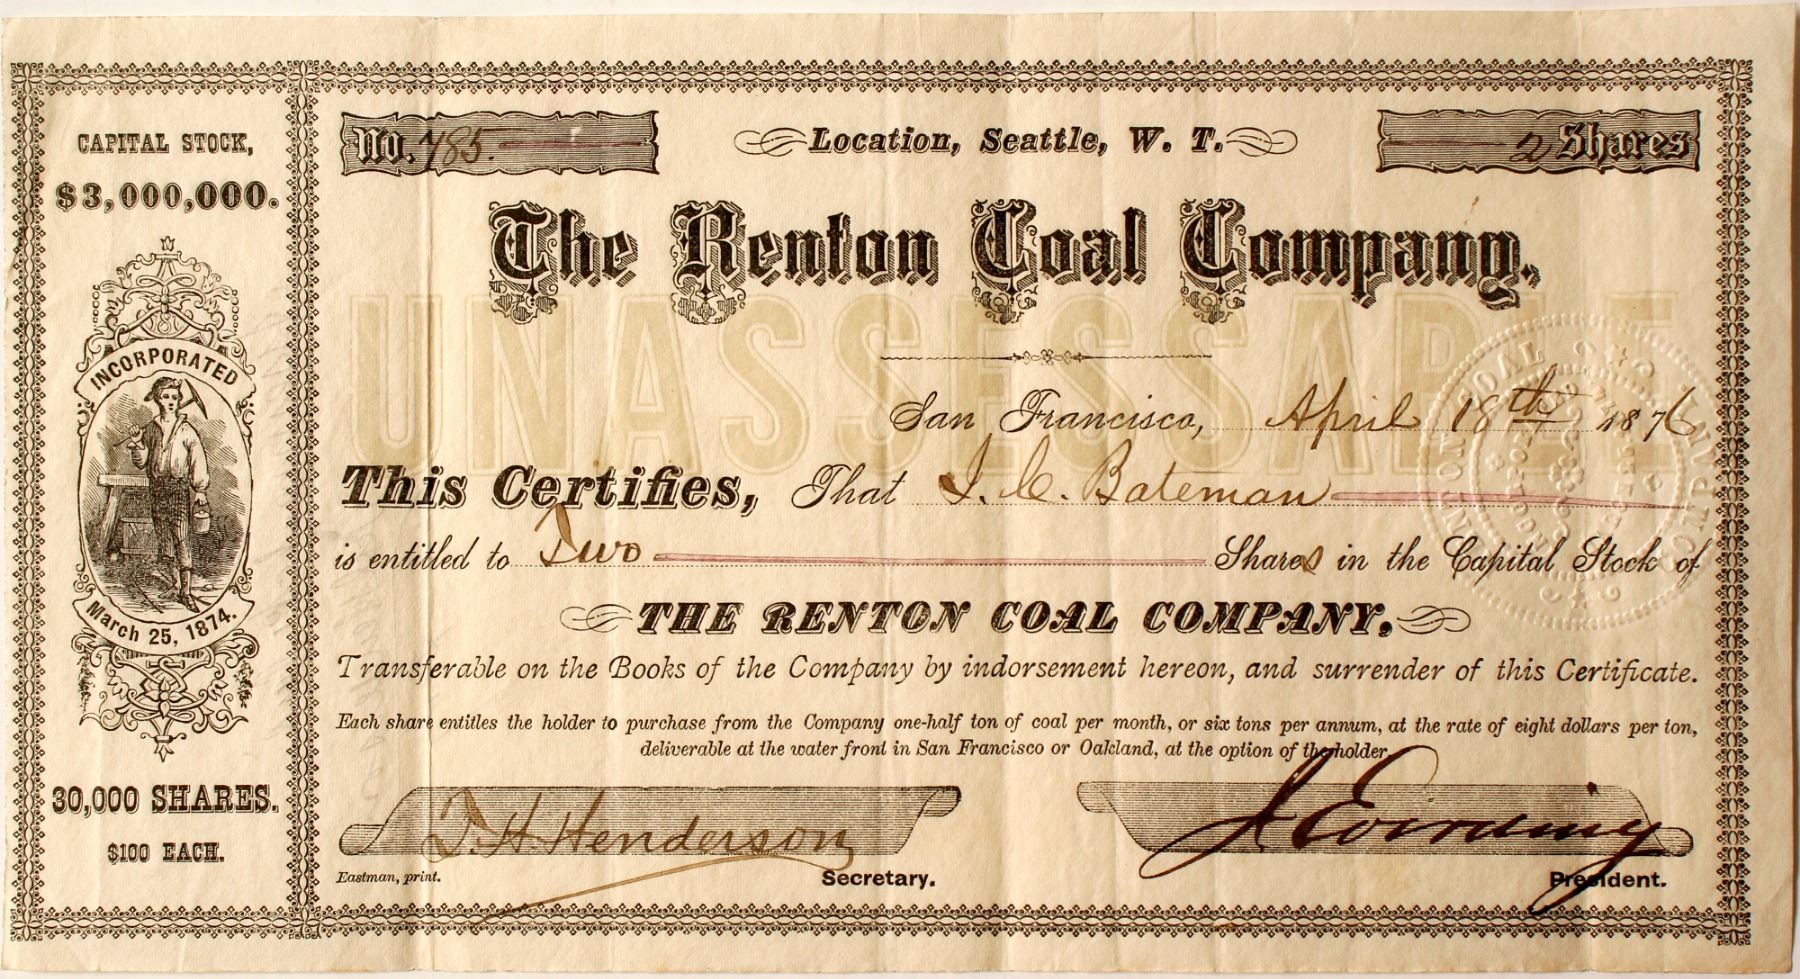 CAPITAL STOCK,
$3,000,000.
INCORPORATED
March 25, 1874.
30,000 SHARES.
$100 EACH.
No. 785.
Location, Seattle, W. T.
2 Shares
The Renton Coal Company.
UNASSESSABLE
San Francisco, April 18th 1876
This Certifies, That I. C. Bateman
is entitled to Two Shares in the Capital Stock of
THE RENTON COAL COMPANY.
Transferable on the Books of the Company by indorsement hereon, and surrender of this Certificate.
Each share entitles the holder to purchase from the Company one-half ton of coal per month, or six tons per annum, at the rate of eight dollars per ton,
deliverable at the water front in San Francisco or Oakland, at the option of the holder
T. H. Henderson
Eastman, print.
Secretary.
President.